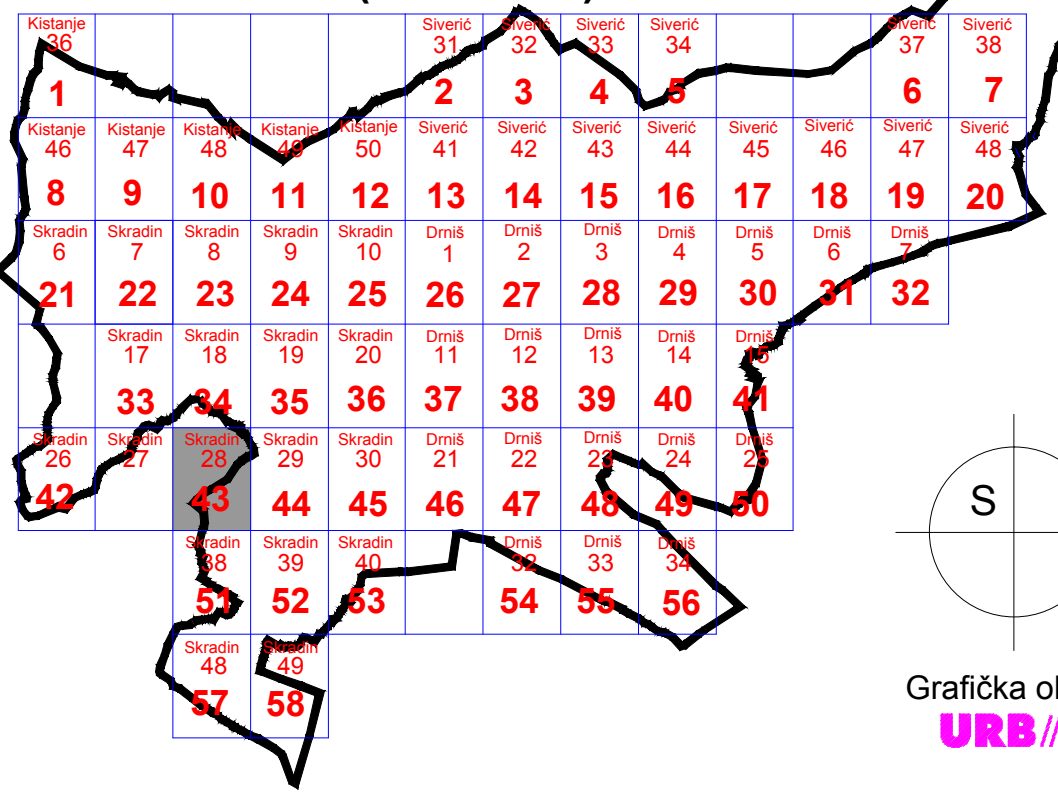 Kistanje Siverić Siverić Siverić Siverić Siverić Siverić
36 31 32 33 34 37 38
1 2 3 4 5 6 7
Kistanje Kistanje Kistanje Kistanje Kistanje Siverić Siverić Siverić Siverić Siverić Siverić Siverić Siverić
46 47 48 49 50 41 42 43 44 45 46 47 48
8 9 10 11 12 13 14 15 16 17 18 19 20
Skradin Skradin Skradin Skradin Skradin Drniš Drniš Drniš Drniš Drniš Drniš Drniš
6 7 8 9 10 1 2 3 4 5 6 7
21 22 23 24 25 26 27 28 29 30 31 32
Skradin Skradin Skradin Skradin Drniš Drniš Drniš Drniš Drniš
17 18 19 20 11 12 13 14 15
33 34 35 36 37 38 39 40 41
Skradin Skradin Skradin Skradin Skradin Drniš Drniš Drniš Drniš Drniš
26 27 28 29 30 21 22 23 24 25
42 43 44 45 46 47 48 49 50
Skradin Skradin Skradin Drniš Drniš Drniš
38 39 40 32 33 34
51 52 53 54 55 56
Skradin Skradin
48 49
57 58
S
Grafička
URB//